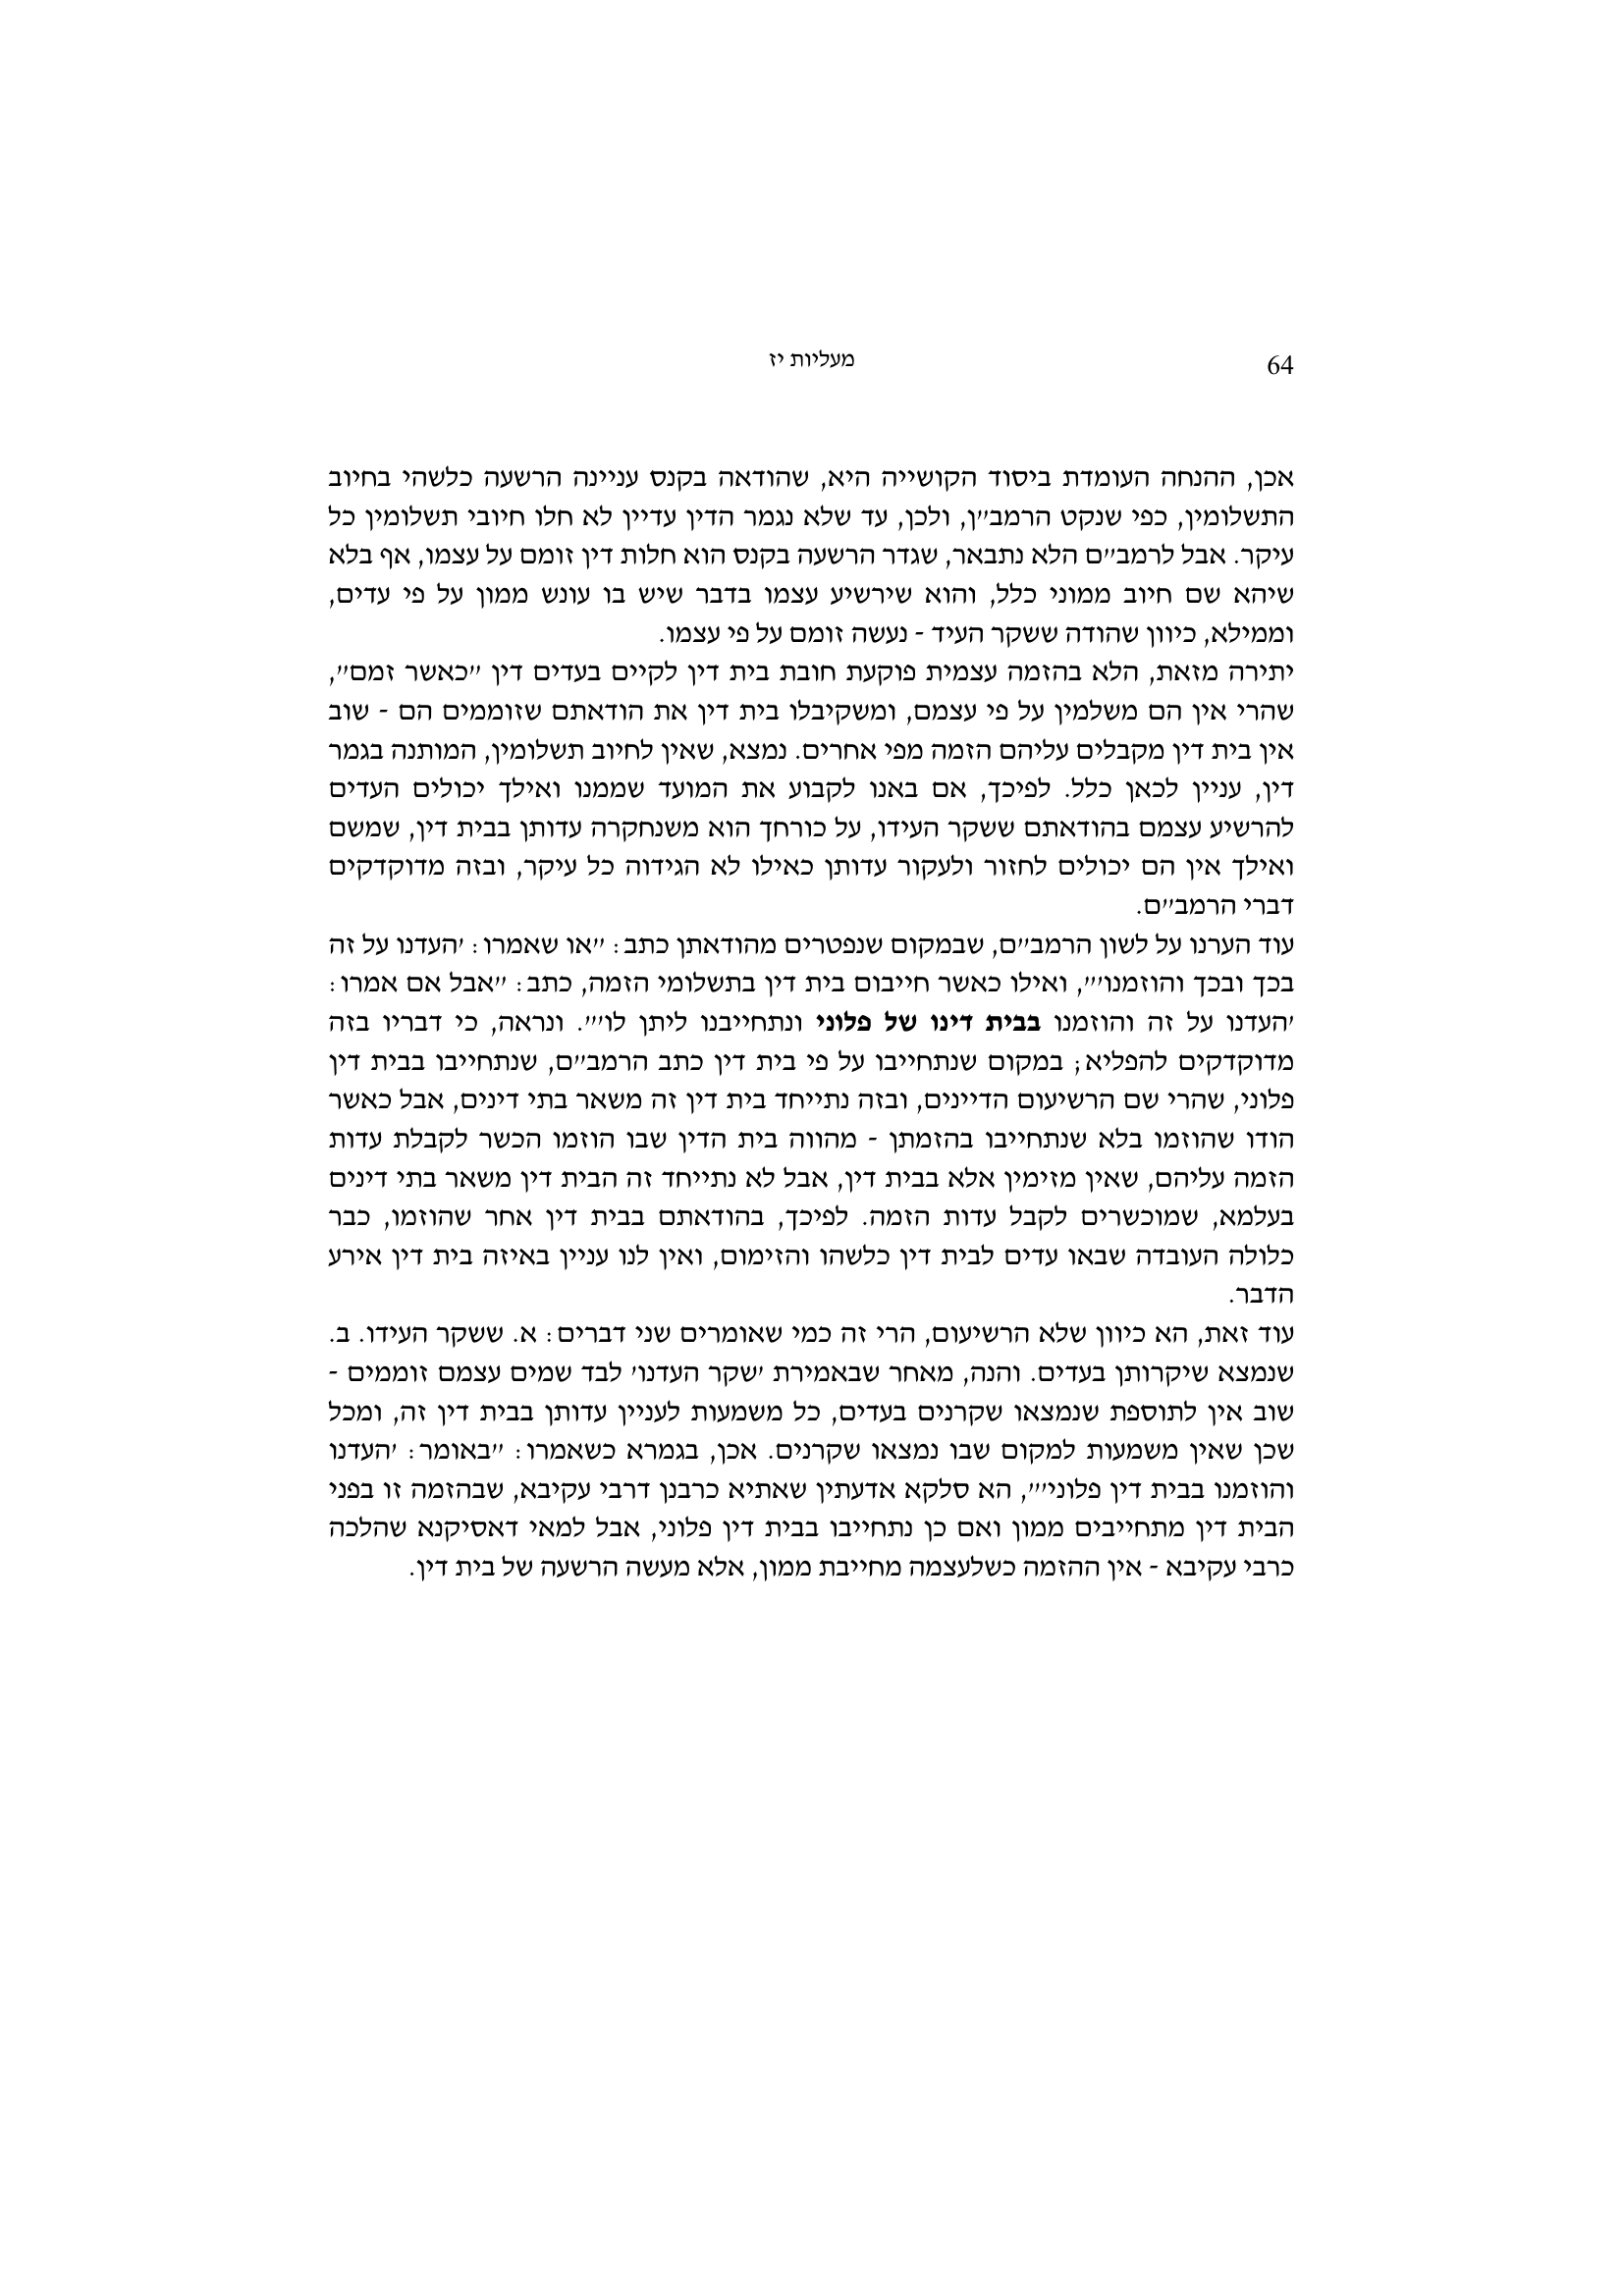 64
מעליות יז
אכן, ההנחה העומדת ביסוד הקושייה היא, שהודאה בקנס עניינה הרשעה כלשהי בחיוב
התשלומין, כפי שנקט הרמב״ן, ולכן, עד שלא נגמר הדין עדיין לא חלו חיובי תשלומין כל
עיקר. אבל לרמב״ם הלא נתבאר, שגדר הרשעה בקנס הוא חלות דין זומם על עצמו, אף בלא
שיהא שם חיוב ממוני כלל, והוא שירשיע עצמו בדבר שיש בו עונש ממון על פי עדים,
וממילא, כיוון שהודה ששקר העיד - נעשה זומם על פי עצמו.
יתירה מזאת, הלא בהזמה עצמית פוקעת חובת בית דין לקיים בעדים דין ״כאשר זמם״,
שהרי אין הם משלמין על פי עצמם, ומשקיבלו בית דין את הודאתם שזוממים הם - שוב
אין בית דין מקבלים עליהם הזמה מפי אחרים. נמצא, שאין לחיוב תשלומין, המותנה בגמר
דין, עניין לכאן כלל. לפיכך, אם באנו לקבוע את המועד שממנו ואילך יכולים העדים
להרשיע עצמם בהודאתם ששקר העידו, על כורחך הוא משנחקרה עדותן בבית דין, שמשם
ואילך אין הם יכולים לחזור ולעקור עדותן כאילו לא הגידוה כל עיקר, ובזה מדוקדקים
דברי הרמב״ם.
עוד הערנו על לשון הרמב״ם, שבמקום שנפטרים מהודאתן כתב: ״או שאמרו: ׳העדנו על זה
בכך ובכך והוזמנו׳״, ואילו כאשר חייבום בית דין בתשלומי הזמה, כתב: ״אבל אם אמרו:
׳העדנו על זה והוזמנו בבית דינו של פלוני ונתחייבנו ליתן לו׳״. ונראה, כי דבריו בזה
מדוקדקים להפליא; במקום שנתחייבו על פי בית דין כתב הרמב״ם, שנתחייבו בבית דין
פלוני, שהרי שם הרשיעום הדיינים, ובזה נתייחד בית דין זה משאר בתי דינים, אבל כאשר
הודו שהוזמו בלא שנתחייבו בהזמתן - מהווה בית הדין שבו הוזמו הכשר לקבלת עדות
הזמה עליהם, שאין מזימין אלא בבית דין, אבל לא נתייחד זה הבית דין משאר בתי דינים
בעלמא, שמוכשרים לקבל עדות הזמה. לפיכך, בהודאתם בבית דין אחר שהוזמו, כבר
כלולה העובדה שבאו עדים לבית דין כלשהו והזימום, ואין לנו עניין באיזה בית דין אירע
הדבר.
עוד זאת, הא כיוון שלא הרשיעום, הרי זה כמי שאומרים שני דברים: א. ששקר העידו. ב.
שנמצא שיקרותן בעדים. והנה, מאחר שבאמירת ׳שקר העדנו׳ לבד שמים עצמם זוממים -
שוב אין לתוספת שנמצאו שקרנים בעדים, כל משמעות לעניין עדותן בבית דין זה, ומכל
שכן שאין משמעות למקום שבו נמצאו שקרנים. אכן, בגמרא כשאמרו: ״באומר: ׳העדנו
והוזמנו בבית דין פלוני׳״, הא סלקא אדעתין שאתיא כרבנן דרבי עקיבא, שבהזמה זו בפני
הבית דין מתחייבים ממון ואם כן נתחייבו בבית דין פלוני, אבל למאי דאסיקנא שהלכה
כרבי עקיבא - אין ההזמה כשלעצמה מחייבת ממון, אלא מעשה הרשעה של בית דין.